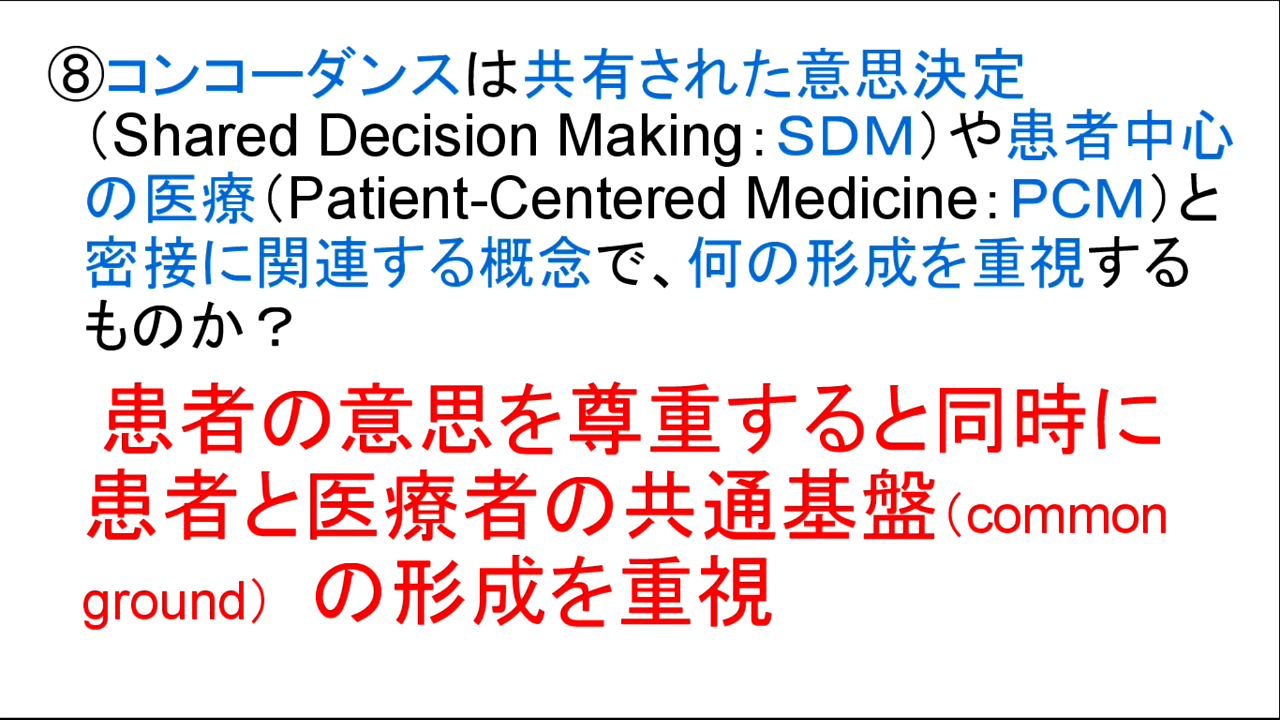 ⑧コンコーダンスは共有された意思決定
（Shared Decision Making：ＳＤＭ）や患者中心
の医療（Patient-Centered Medicine：ＰＣＭ）と
密接に関連する概念で、何の形成を重視する
ものか？
患者の意思を尊重すると同時に
患者と医療者の共通基盤（common
ground） の形成を重視